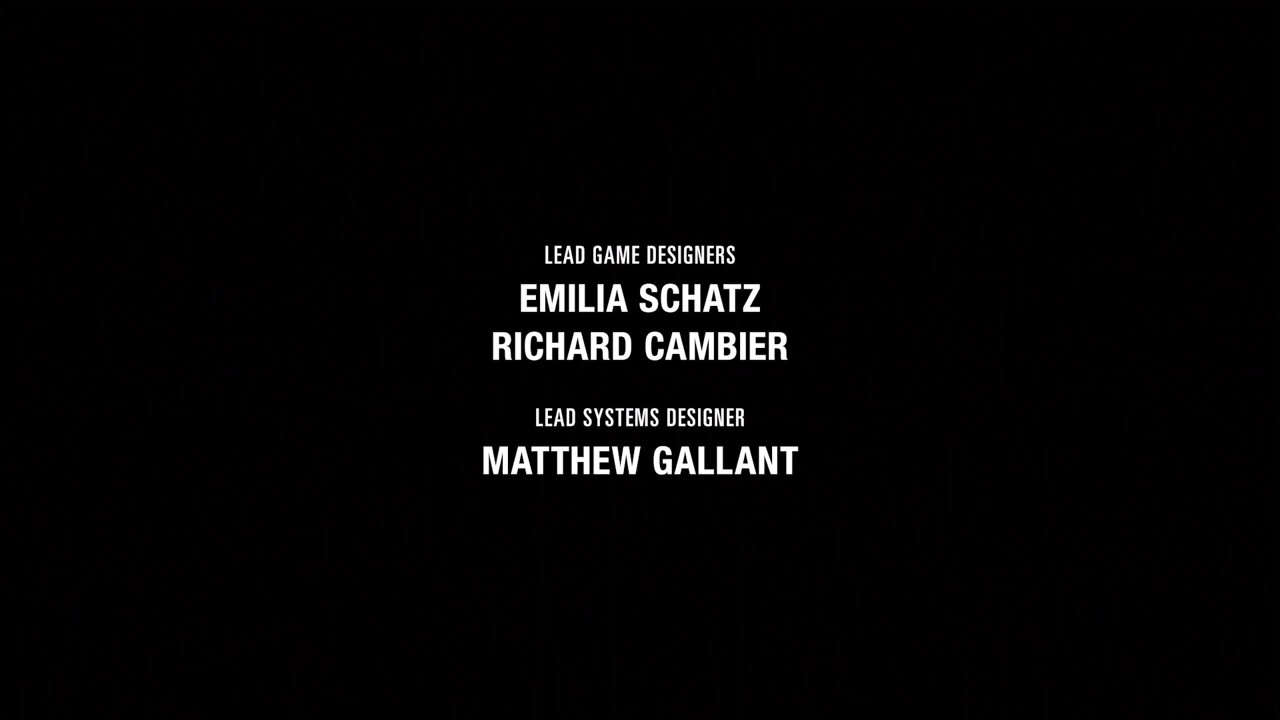 LEAD GAME DESIGNERS
EMILIA SCHATZ
RICHARD CAMBIER
LEAD SYSTEMS DESIGNER
MATTHEW GALLANT